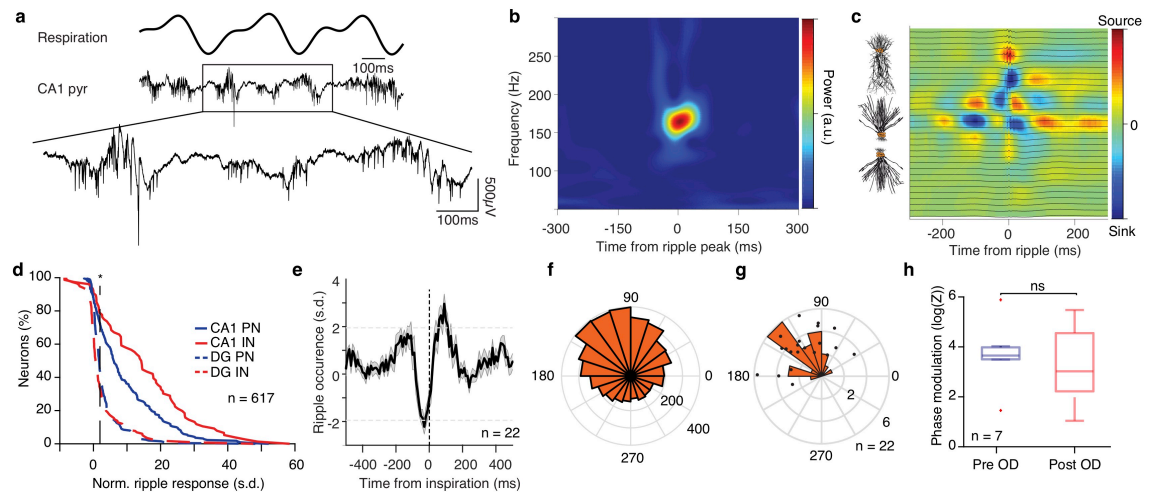 a
Respiration
100ms
CA1 pyr
500µV
100ms
b
Frequency (Hz)
250
200
150
100
-300
-150
0
150
300
Time from ripple peak (ms)
Power (a.u.)
c
Source
0
Sink
-200
0
200
Time from ripple (ms)
d
Neurons (%)
100
80
60
40
20
0
*
CA1 PN
CA1 IN
DG PN
DG IN
n = 617
0
20
40
60
Norm. ripple response (s.d.)
e
Ripple occurence (s.d.)
4
2
0
-2
n = 22
-400
-200
0
200
400
Time from inspiration (ms)
f
90
180
0
200
400
270
g
90
180
0
2
6
n = 22
270
h
Phase modulation (log(Z))
6
4
2
0
ns
n = 7
Pre OD
Post OD